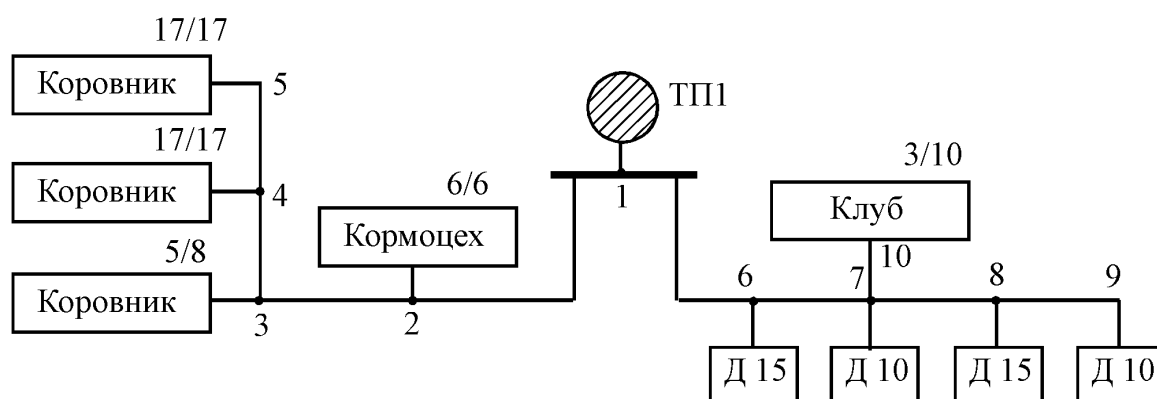 17/17
Коровник
5
17/17
Коровник
4
5/8
Коровник
3
6/6
Кормоцех
2
ТП1
1
3/10
Клуб
10
6
7
8
9
Д 15
Д 10
Д 15
Д 10